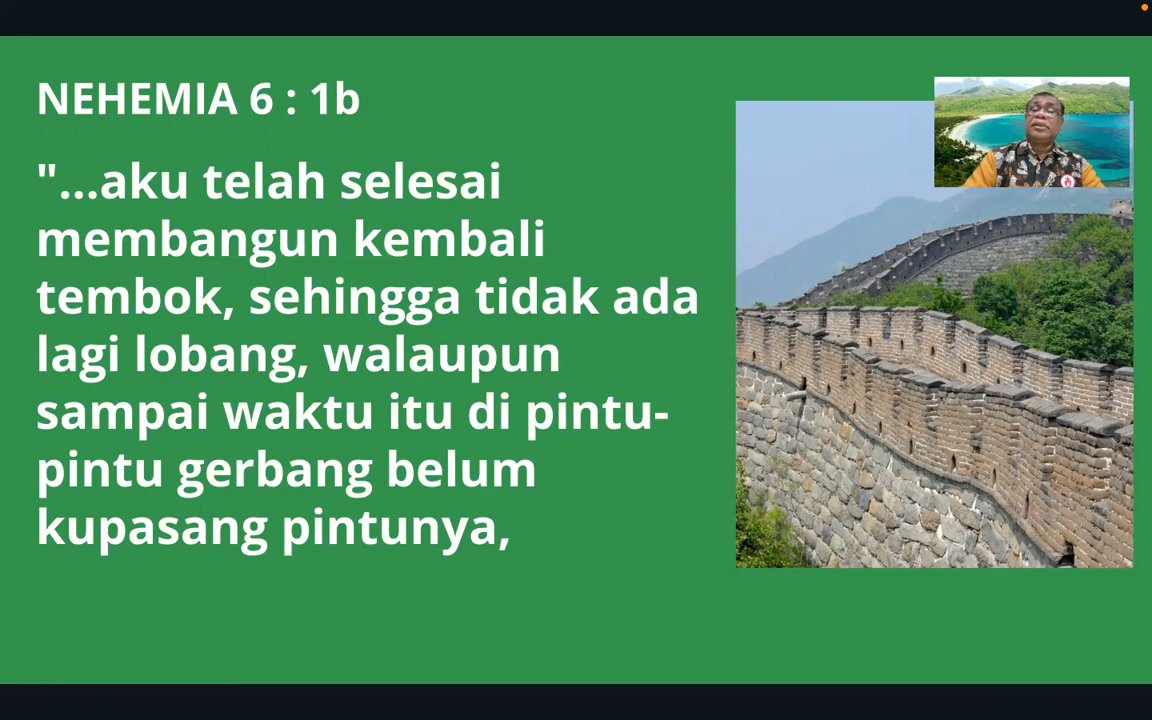 NEHEMIA 6 : 1b
"...aku telah selesai
membangun kembali
tembok, sehingga tidak ada
lagi lobang, walaupun
sampai waktu itu di pintu-
pintu gerbang belum
kupasang pintunya,